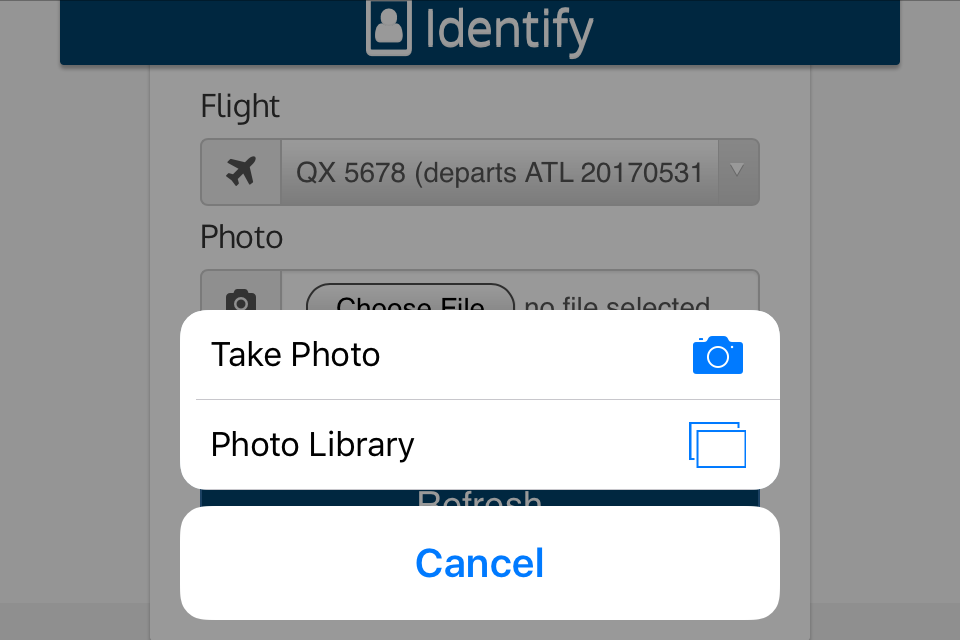 Identify
Flight
QX 5678 (departs ATL 20170531
Photo
Choose File no file selected
Take Photo
Photo Library
Refresh
Cancel